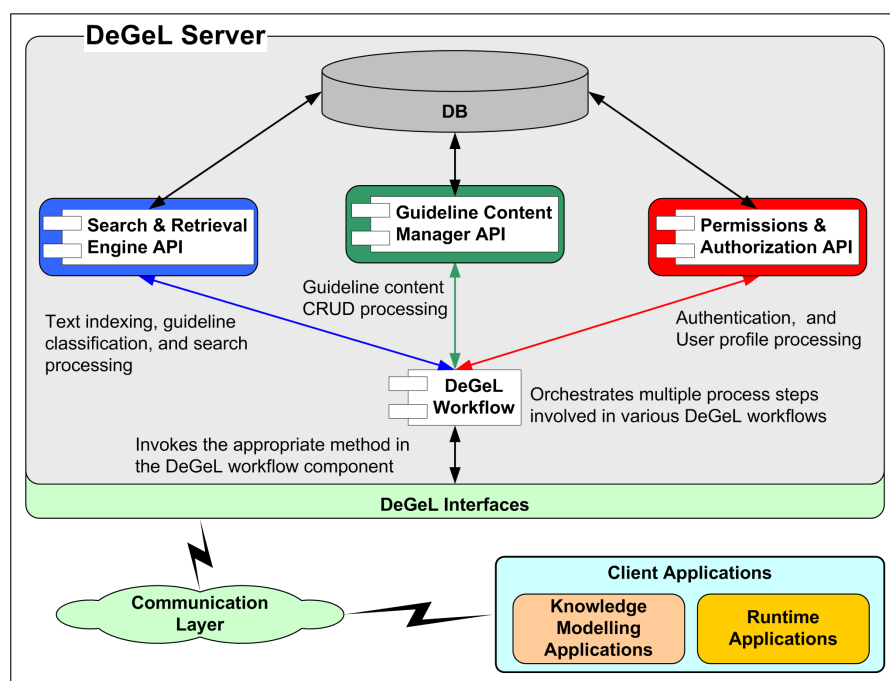 DeGeL Server
DB
Search & Retrieval
Engine API
Guideline Content
Manager API
Permissions &
Authorization API
Guideline content
CRUD processing
Text indexing, guideline
classification, and search
processing
Authentication,  and
User profile processing
DeGeL
Workflow
Orchestrates multiple process steps
involved in various DeGeL workflows
Invokes the appropriate method in
the DeGeL workflow component
DeGeL Interfaces
Communication
Layer
Client Applications
Knowledge
Modelling
Applications
Runtime
Applications